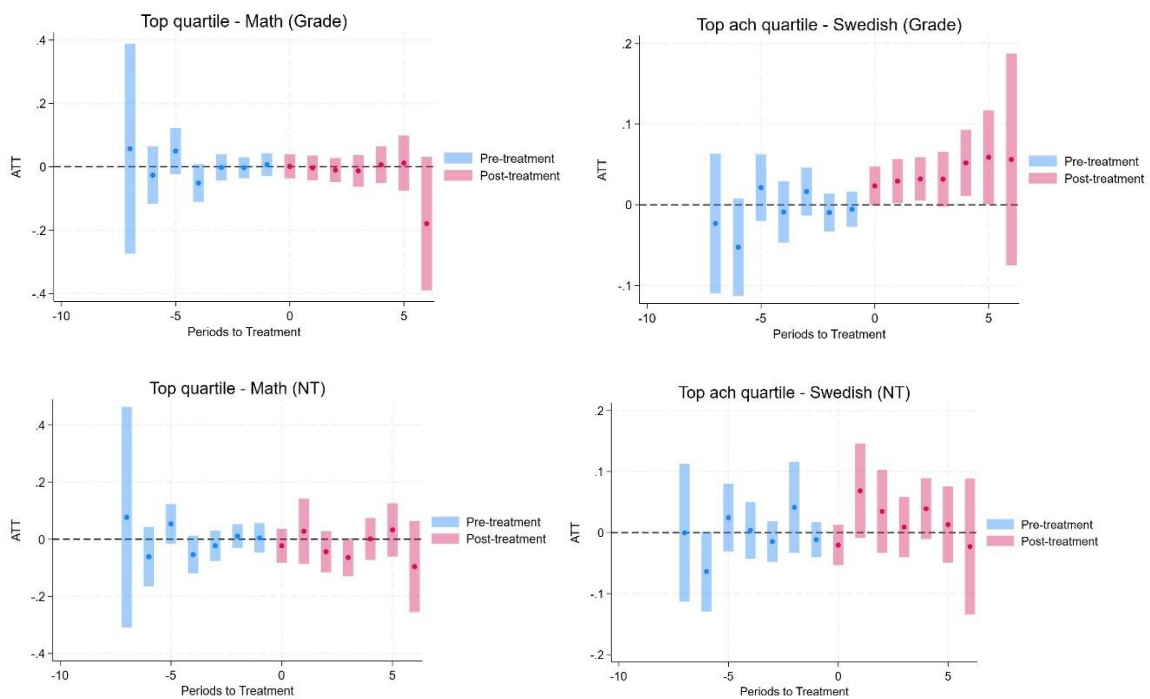 Top quartile - Math (Grade)
.4
.2
0
-.2
-.4
ATT
-10
-5
0
5
Periods to Treatment
Pre-treatment
Post-treatment
Top ach quartile - Swedish (Grade)
.2
.1
0
-.1
ATT
-10
-5
0
5
Periods to Treatment
Pre-treatment
Post-treatment
Top quartile - Math (NT)
.4
.2
0
-.2
-.4
ATT
-10
-5
0
5
Periods to Treatment
Pre-treatment
Post-treatment
Top ach quartile - Swedish (NT)
.2
.1
0
-.1
-.2
ATT
-10
-5
0
5
Periods to Treatment
Pre-treatment
Post-treatment